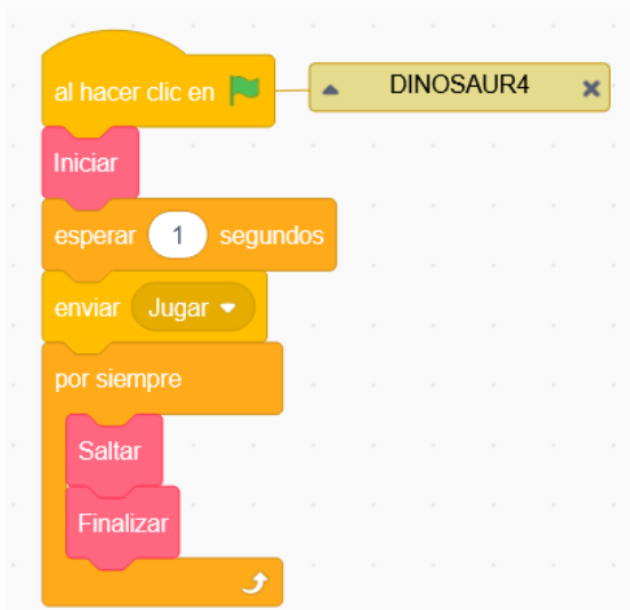 al hacer clic en
DINOSAUR4
Iniciar
esperar 1 segundos
enviar Jugar
por siempre
Saltar
Finalizar